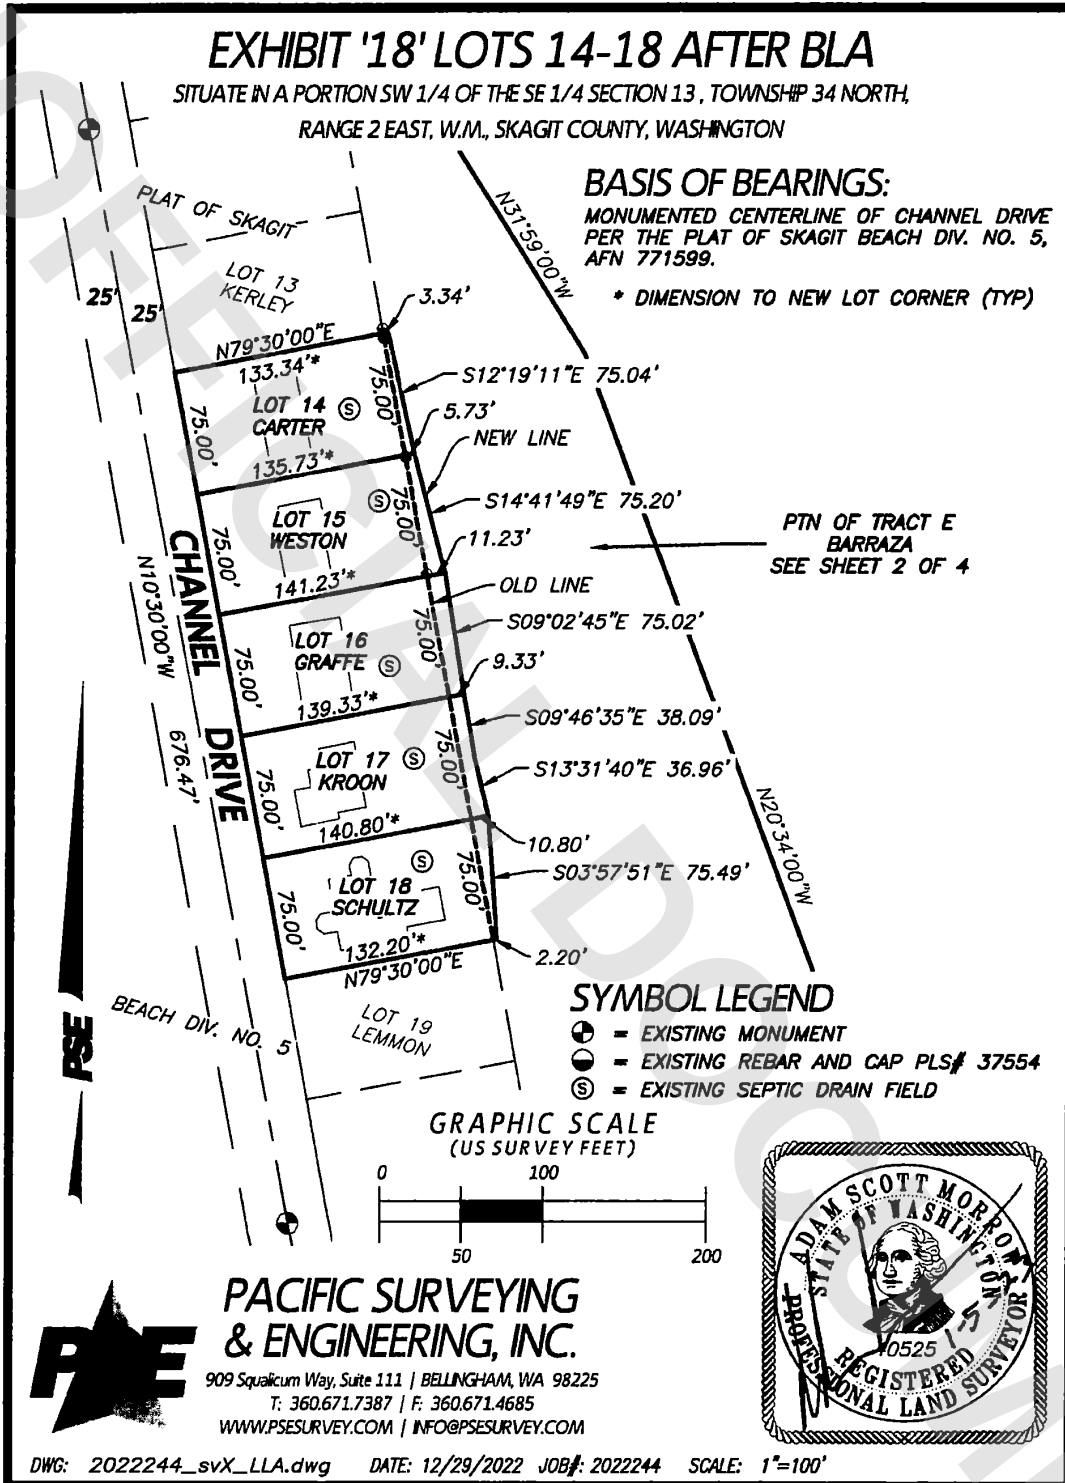 EXHIBIT '18' LOTS 14-18 AFTER BLA
SITUATE IN A PORTION SW 1/4 OF THE SE 1/4 SECTION 13 , TOWNSHIP 34 NORTH,
RANGE 2 EAST, W.M., SKAGIT COUNTY, WASHINGTON
BASIS OF BEARINGS:
MONUMENTED CENTERLINE OF CHANNEL DRIVE
PER THE PLAT OF SKAGIT BEACH DIV. NO. 5,
AFN 771599.
* DIMENSION TO NEW LOT CORNER (TYP)
N31°59'00"W
PLAT OF SKAGIT
LOT 13
KERLEY
25'
25'
3.34'
N79°30'00"E
133.34'*
S12°19'11"E 75.04'
75.00'
75.00'
LOT 14 S
CARTER
5.73'
NEW LINE
135.73'*
S14°41'49"E 75.20'
75.00'
75.00'
S
LOT 15
WESTON
11.23'
PTN OF TRACT E
BARRAZA
SEE SHEET 2 OF 4
141.23'*
OLD LINE
CHANNEL DRIVE
N10°30'00"W
676.47'
S09°02'45"E 75.02'
75.00'
75.00'
LOT 16
GRAFFE S
9.33'
139.33'*
S09°46'35"E 38.09'
75.00'
75.00'
LOT 17 S
KROON
S13°31'40"E 36.96'
140.80'*
10.80'
N20°34'00"W
S03°57'51"E 75.49'
75.00'
75.00'
S
LOT 18
SCHULTZ
132.20'*
N79°30'00"E
2.20'
BEACH DIV. NO. 5
LOT 19
LEMMON
PSE
SYMBOL LEGEND
= EXISTING MONUMENT
= EXISTING REBAR AND CAP PLS# 37554
S = EXISTING SEPTIC DRAIN FIELD
GRAPHIC SCALE
(US SURVEY FEET)
0 100
50 200
ADAM SCOTT MORROW
STATE OF WASHINGTON
REGISTERED
PROFESSIONAL LAND SURVEYOR
PSE
PACIFIC SURVEYING
& ENGINEERING, INC.
909 Squalicum Way, Suite 111 | BELLINGHAM, WA 98225
T: 360.671.7387 | F: 360.671.4685
WWW.PSESURVEY.COM | INFO@PSESURVEY.COM
DWG: 2022244_svX_LLA.dwg DATE: 12/29/2022 JOB#: 2022244 SCALE: 1"=100'